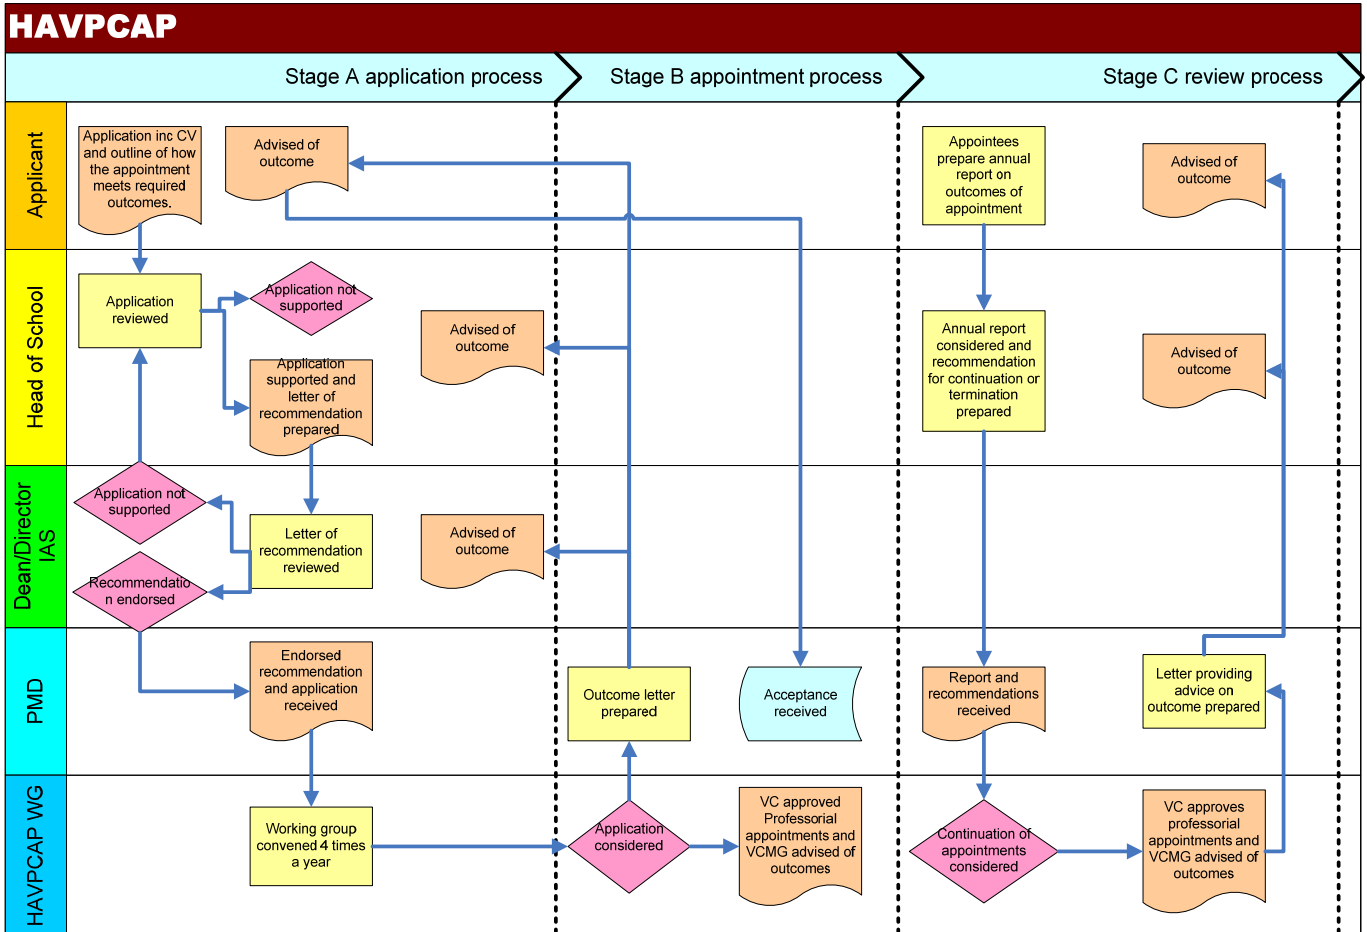 HAVPCAP
Stage A application process
Stage B appointment process
Stage C review process
Applicant
Application inc CV
and outline of how
the appointment
meets required
outcomes.
Advised of
outcome
Appointees
prepare annual
report on
outcomes of
appointment
Advised of
outcome
Head of School
Application
reviewed
Application not
supported
Application
supported and
letter of
recommendation
prepared
Advised of
outcome
Annual report
considered and
recommendation
for continuation or
termination
prepared
Advised of
outcome
Dean/Director
IAS
Application not
supported
Recommendatio
n endorsed
Letter of
recommendation
reviewed
Advised of
outcome
PMD
Endorsed
recommendation
and application
received
Outcome letter
prepared
Acceptance
received
Report and
recommendations
received
Letter providing
advice on
outcome prepared
HAVPCAP WG
Working group
convened 4 times
a year
Application
considered
VC approved
Professorial
appointments and
VCMG advised of
outcomes
Continuation of
appointments
considered
VC approves
professorial
appointments and
VCMG advised of
outcomes